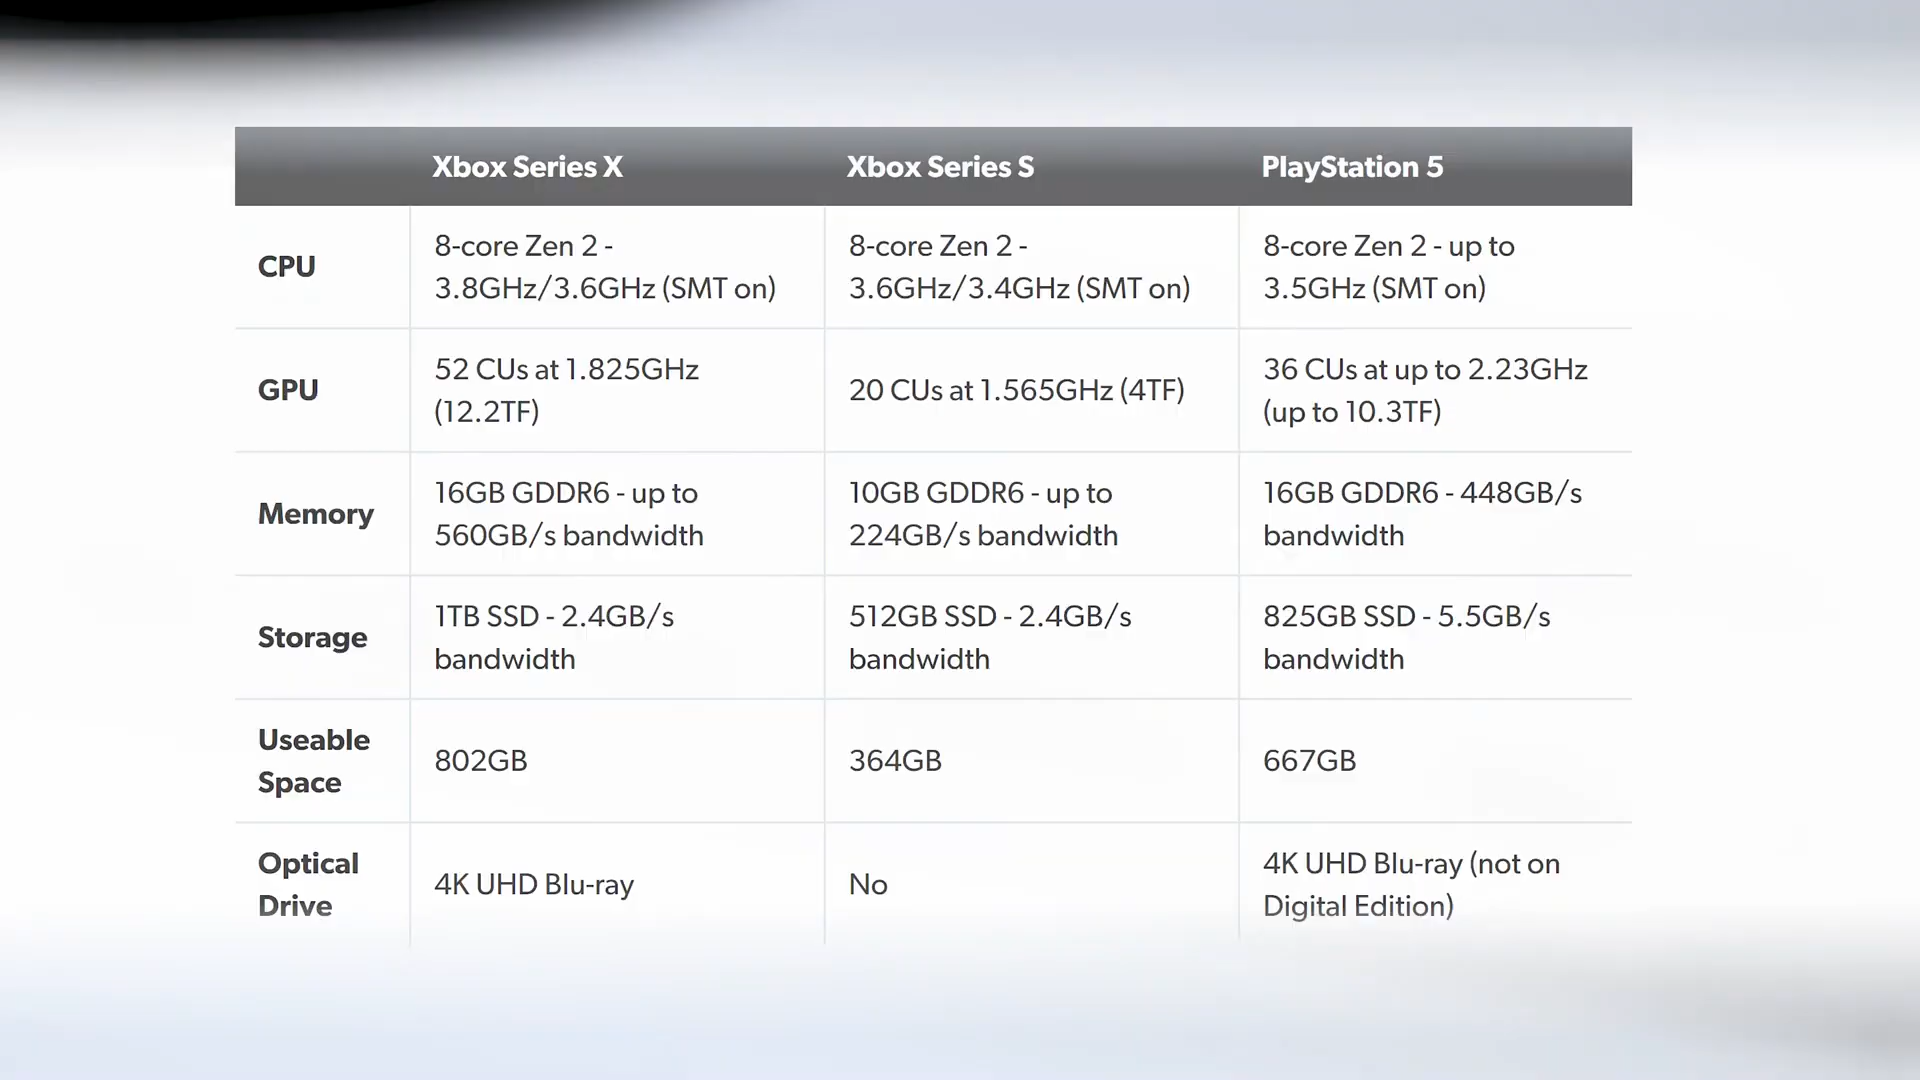 Xbox Series X Xbox Series S PlayStation 5
CPU
8-core Zen 2 -
3.8GHz/3.6GHz (SMT on)
8-core Zen 2 -
3.6GHz/3.4GHz (SMT on)
8-core Zen 2 - up to
3.5GHz (SMT on)
GPU
52 CUs at 1.825GHz
(12.2TF)
20 CUs at 1.565GHz (4TF)
36 CUs at up to 2.23GHz
(up to 10.3TF)
Memory
16GB GDDR6 - up to
560GB/s bandwidth
10GB GDDR6 - up to
224GB/s bandwidth
16GB GDDR6 - 448GB/s
bandwidth
Storage
1TB SSD - 2.4GB/s
bandwidth
512GB SSD - 2.4GB/s
bandwidth
825GB SSD - 5.5GB/s
bandwidth
Useable
Space
802GB
364GB
667GB
Optical
Drive
4K UHD Blu-ray
No
4K UHD Blu-ray (not on
Digital Edition)